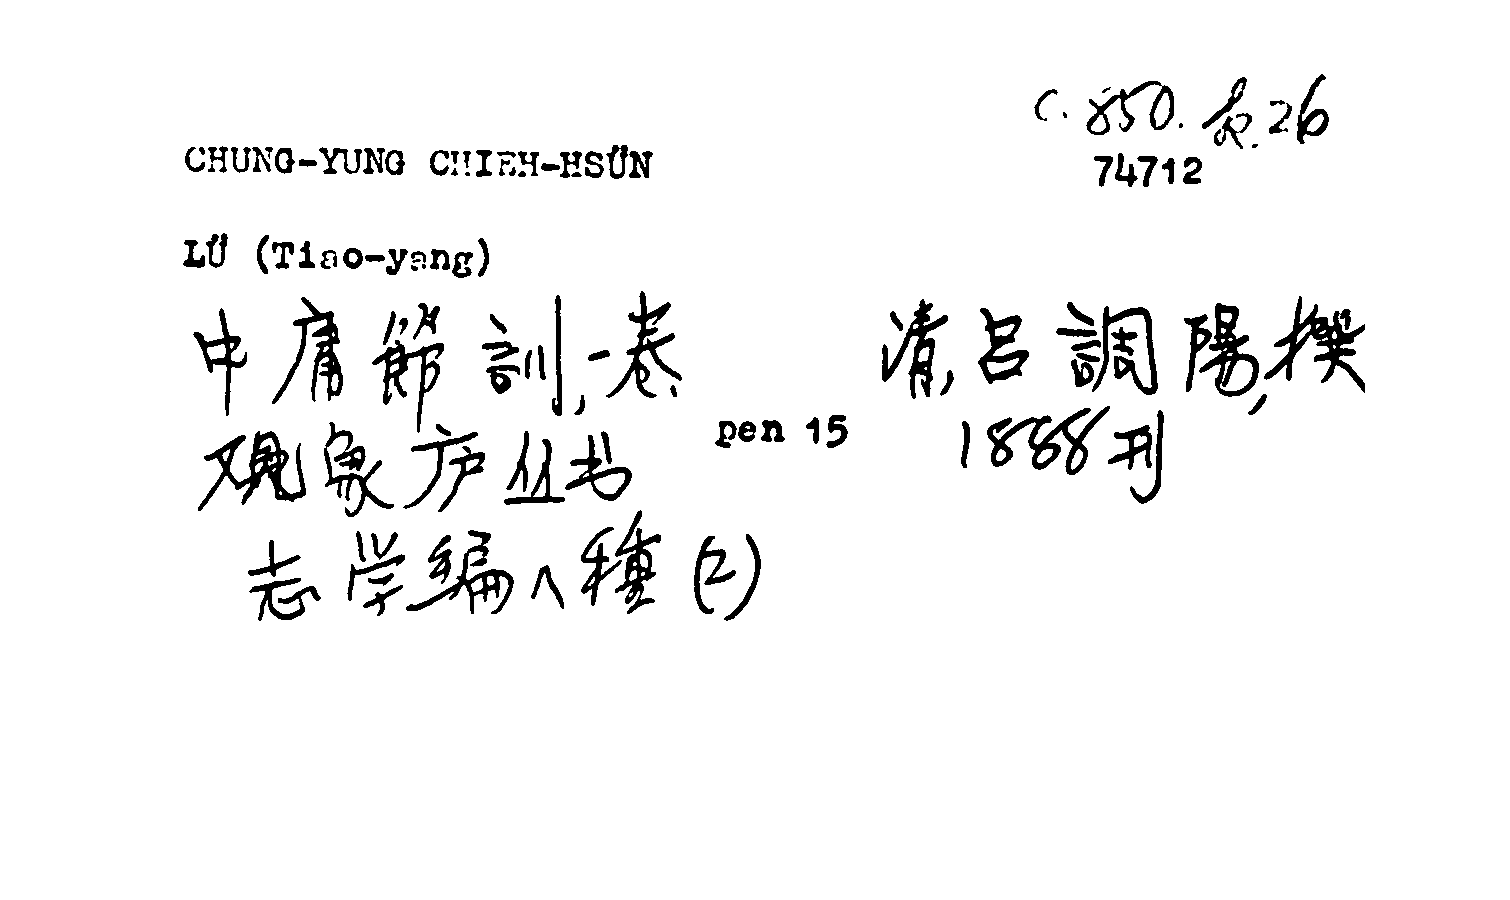 C. 850. &. 26
CHUNG-YUNG CHIEH-HSÜN
74712
LÜ (Tiao-yang)
中庸節訓,一卷 清,呂調陽,撰
观象庐丛书 pen 15 1888刊
志学编八種(2)